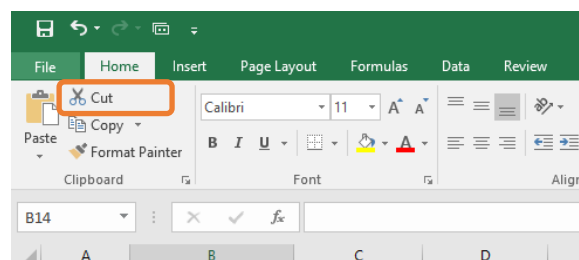 File Home Insert Page Layout Formulas Data Review
Cut
Calibri 11 A A
Copy
Paste
B I U A
Format Painter
Clipboard Font Align
B14 fx
A B C D